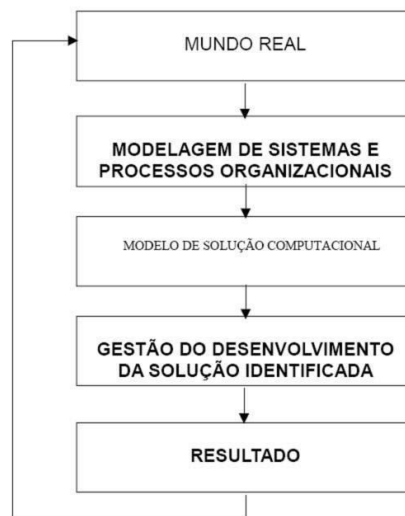 MUNDO REAL
MODELAGEM DE SISTEMAS E
PROCESSOS ORGANIZACIONAIS
MODELO DE SOLUÇÃO COMPUTACIONAL
GESTÃO DO DESENVOLVIMENTO
DA SOLUÇÃO IDENTIFICADA
RESULTADO